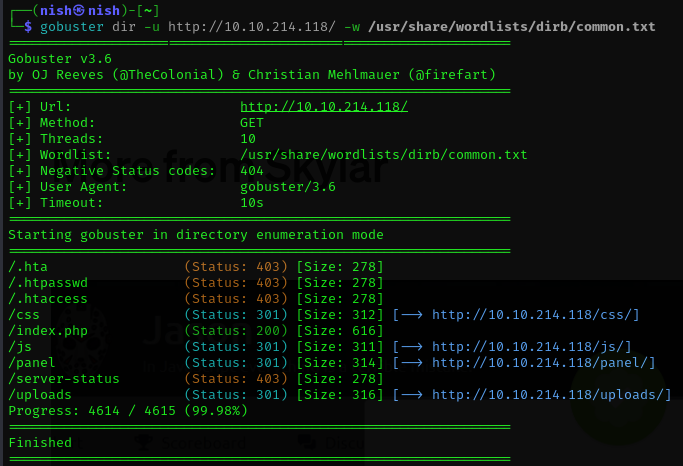 ┌──(nish㉿nish)-[~]
└─$ gobuster dir -u http://10.10.214.118/ -w /usr/share/wordlists/dirb/common.txt
===============================================================
Gobuster v3.6
by OJ Reeves (@TheColonial) & Christian Mehlmauer (@firefart)
===============================================================
[+] Url:                     http://10.10.214.118/
[+] Method:                  GET
[+] Threads:                 10
[+] Wordlist:                /usr/share/wordlists/dirb/common.txt
[+] Negative Status codes:   404
[+] User Agent:              gobuster/3.6
[+] Timeout:                 10s
===============================================================
Starting gobuster in directory enumeration mode
===============================================================
/.hta                 (Status: 403) [Size: 278]
/.htpasswd            (Status: 403) [Size: 278]
/.htaccess            (Status: 403) [Size: 278]
/css                  (Status: 301) [Size: 312] [--> http://10.10.214.118/css/]
/index.php            (Status: 200) [Size: 616]
/js                   (Status: 301) [Size: 311] [--> http://10.10.214.118/js/]
/panel                (Status: 301) [Size: 314] [--> http://10.10.214.118/panel/]
/server-status        (Status: 403) [Size: 278]
/uploads              (Status: 301) [Size: 316] [--> http://10.10.214.118/uploads/]
Progress: 4614 / 4615 (99.98%)
===============================================================
Finished
===============================================================